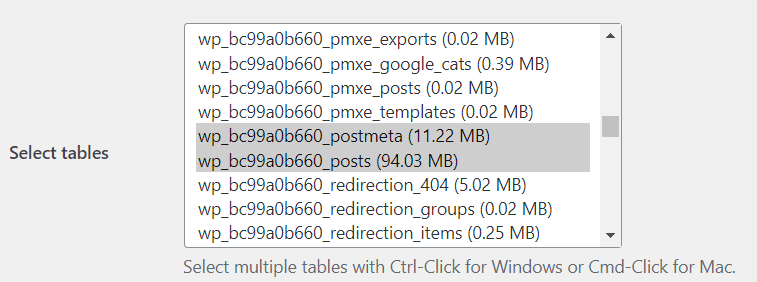 wp_bc99a0b660_pmxe_exports (0.02 MB)
wp_bc99a0b660_pmxe_google_cats (0.39 MB)
wp_bc99a0b660_pmxe_posts (0.02 MB)
wp_bc99a0b660_pmxe_templates (0.02 MB)
wp_bc99a0b660_postmeta (11.22 MB)
Select tables
wp_bc99a0b660_posts (94.03 MB)
wp_bc99a0b660_redirection_404 (5.02 MB)
wp_bc99a0b660_redirection_groups (0.02 MB)
wp_bc99a0b660_redirection_items (0.25 MB)
Select multiple tables with Ctrl-Click for Windows or Cmd-Click for Mac.